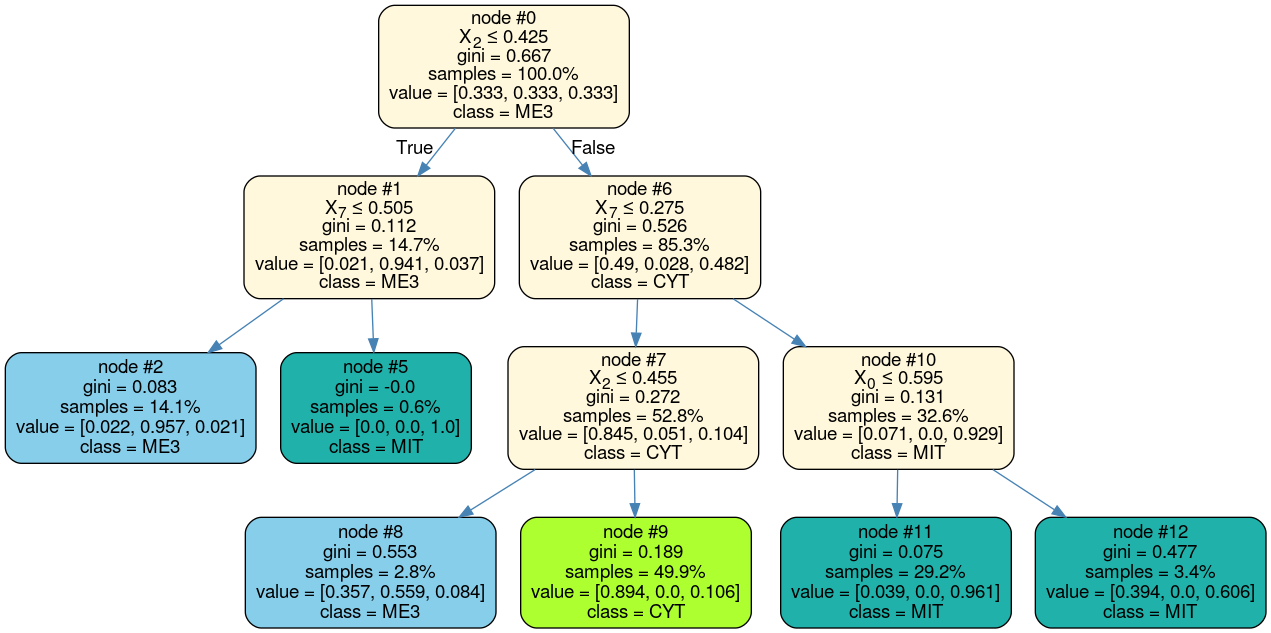 node #0
X2 ≤ 0.425
gini = 0.667
samples = 100.0%
value = [0.333, 0.333, 0.333]
class = ME3
True
False
node #1
X7 ≤ 0.505
gini = 0.112
samples = 14.7%
value = [0.021, 0.941, 0.037]
class = ME3
node #6
X7 ≤ 0.275
gini = 0.526
samples = 85.3%
value = [0.49, 0.028, 0.482]
class = CYT
node #2
gini = 0.083
samples = 14.1%
value = [0.022, 0.957, 0.021]
class = ME3
node #5
gini = -0.0
samples = 0.6%
value = [0.0, 0.0, 1.0]
class = MIT
node #7
X2 ≤ 0.455
gini = 0.272
samples = 52.8%
value = [0.845, 0.051, 0.104]
class = CYT
node #10
X0 ≤ 0.595
gini = 0.131
samples = 32.6%
value = [0.071, 0.0, 0.929]
class = MIT
node #8
gini = 0.553
samples = 2.8%
value = [0.357, 0.559, 0.084]
class = ME3
node #9
gini = 0.189
samples = 49.9%
value = [0.894, 0.0, 0.106]
class = CYT
node #11
gini = 0.075
samples = 29.2%
value = [0.039, 0.0, 0.961]
class = MIT
node #12
gini = 0.477
samples = 3.4%
value = [0.394, 0.0, 0.606]
class = MIT